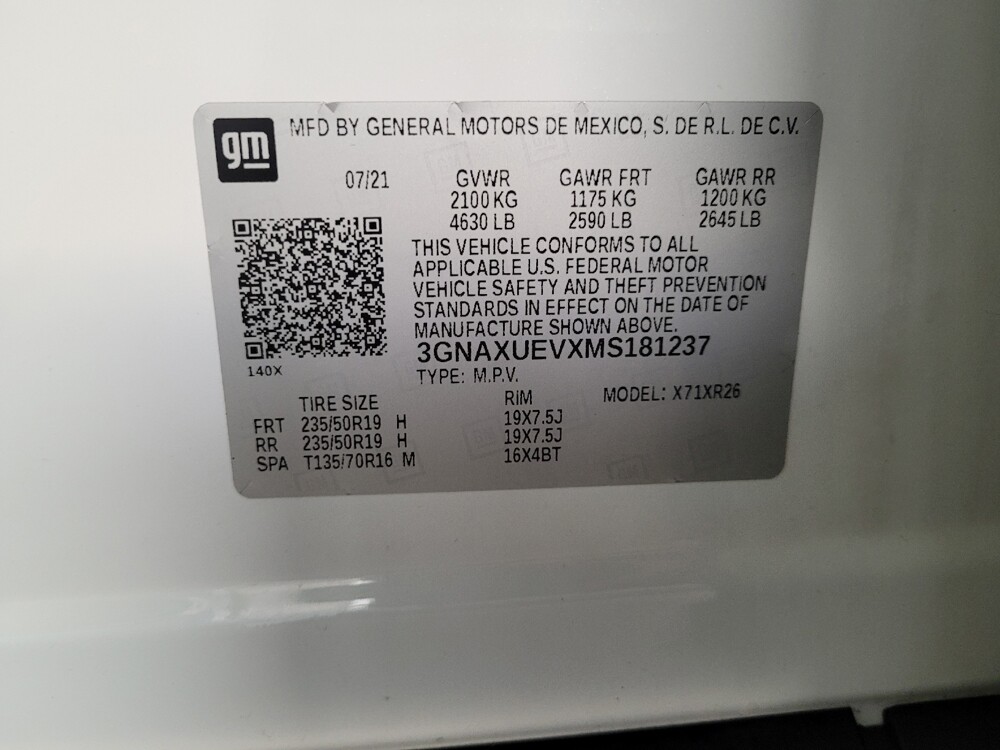 gm MFD BY GENERAL MOTORS DE MEXICO, S. DE R.L. DE C.V.
07/21 GVWR GAWR FRT GAWR RR
2100 KG 1175 KG 1200 KG
4630 LB 2590 LB 2645 LB
THIS VEHICLE CONFORMS TO ALL
APPLICABLE U.S. FEDERAL MOTOR
VEHICLE SAFETY AND THEFT PREVENTION
STANDARDS IN EFFECT ON THE DATE OF
MANUFACTURE SHOWN ABOVE.
3GNAXUEVXMS181237
140X
TYPE: M.P.V.
TIRE SIZE RIM MODEL: X71XR26
FRT 235/50R19 H 19X7.5J
RR 235/50R19 H 19X7.5J
SPA T135/70R16 M 16X4BT